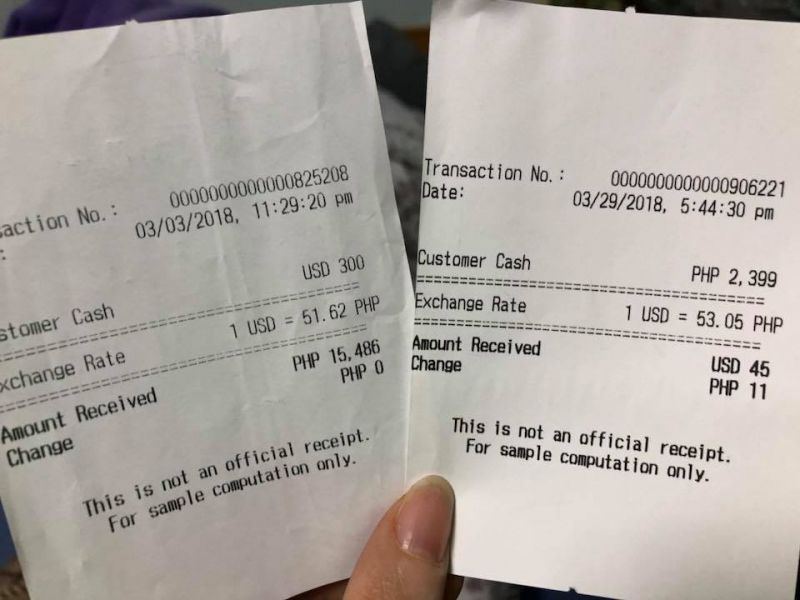 saction No.: 0000000000000825208
: 03/03/2018, 11:29:20 pm
stomer Cash USD 300
================================
xchange Rate 1 USD = 51.62 PHP
================================
Amount Received PHP 15,486
Change PHP 0
This is not an official receipt.
For sample computation only.
Transaction No.: 0000000000000906221
Date: 03/29/2018, 5:44:30 pm
Customer Cash PHP 2,399
================================
Exchange Rate 1 USD = 53.05 PHP
================================
Amount Received USD 45
Change PHP 11
This is not an official receipt.
For sample computation only.